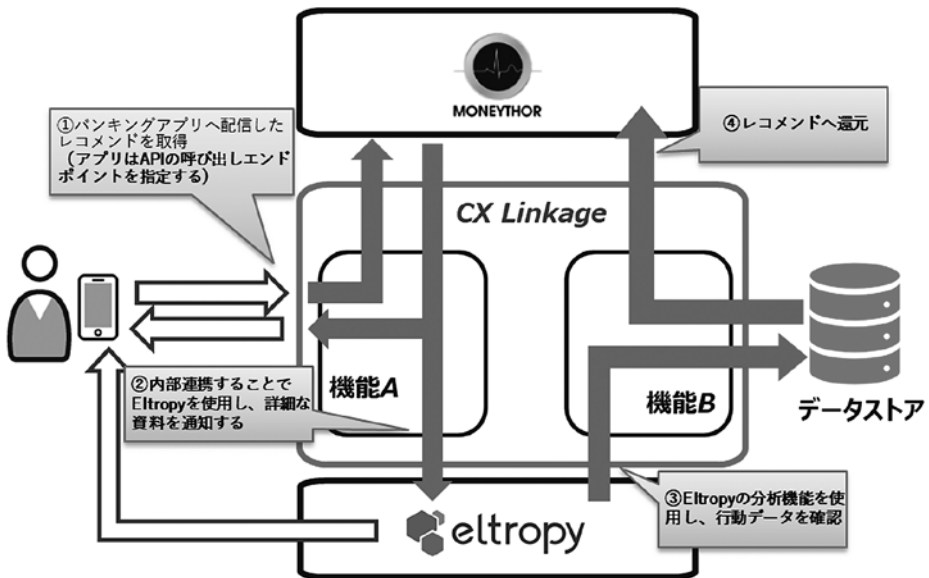 MONEYTHOR
①バンキングアプリへ配信した
レコメンドを取得
（アプリはAPIの呼び出しエンド
ポイントを指定する）
④レコメンドへ還元
CX Linkage
②内部連携することで
Eltropyを使用し、詳細な
資料を通知する
機能A
機能B
データストア
③Eltropyの分析機能を使
用し、行動データを確認
eltropy